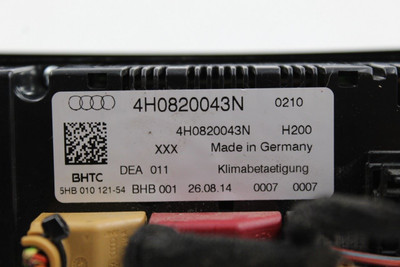 4H0820043N 0210
4H0820043N H200
XXX Made in Germany
BHTC DEA 011 Klimabetaetigung
5HB 010 121-54 BHB 001 26.08.14 0007 0007